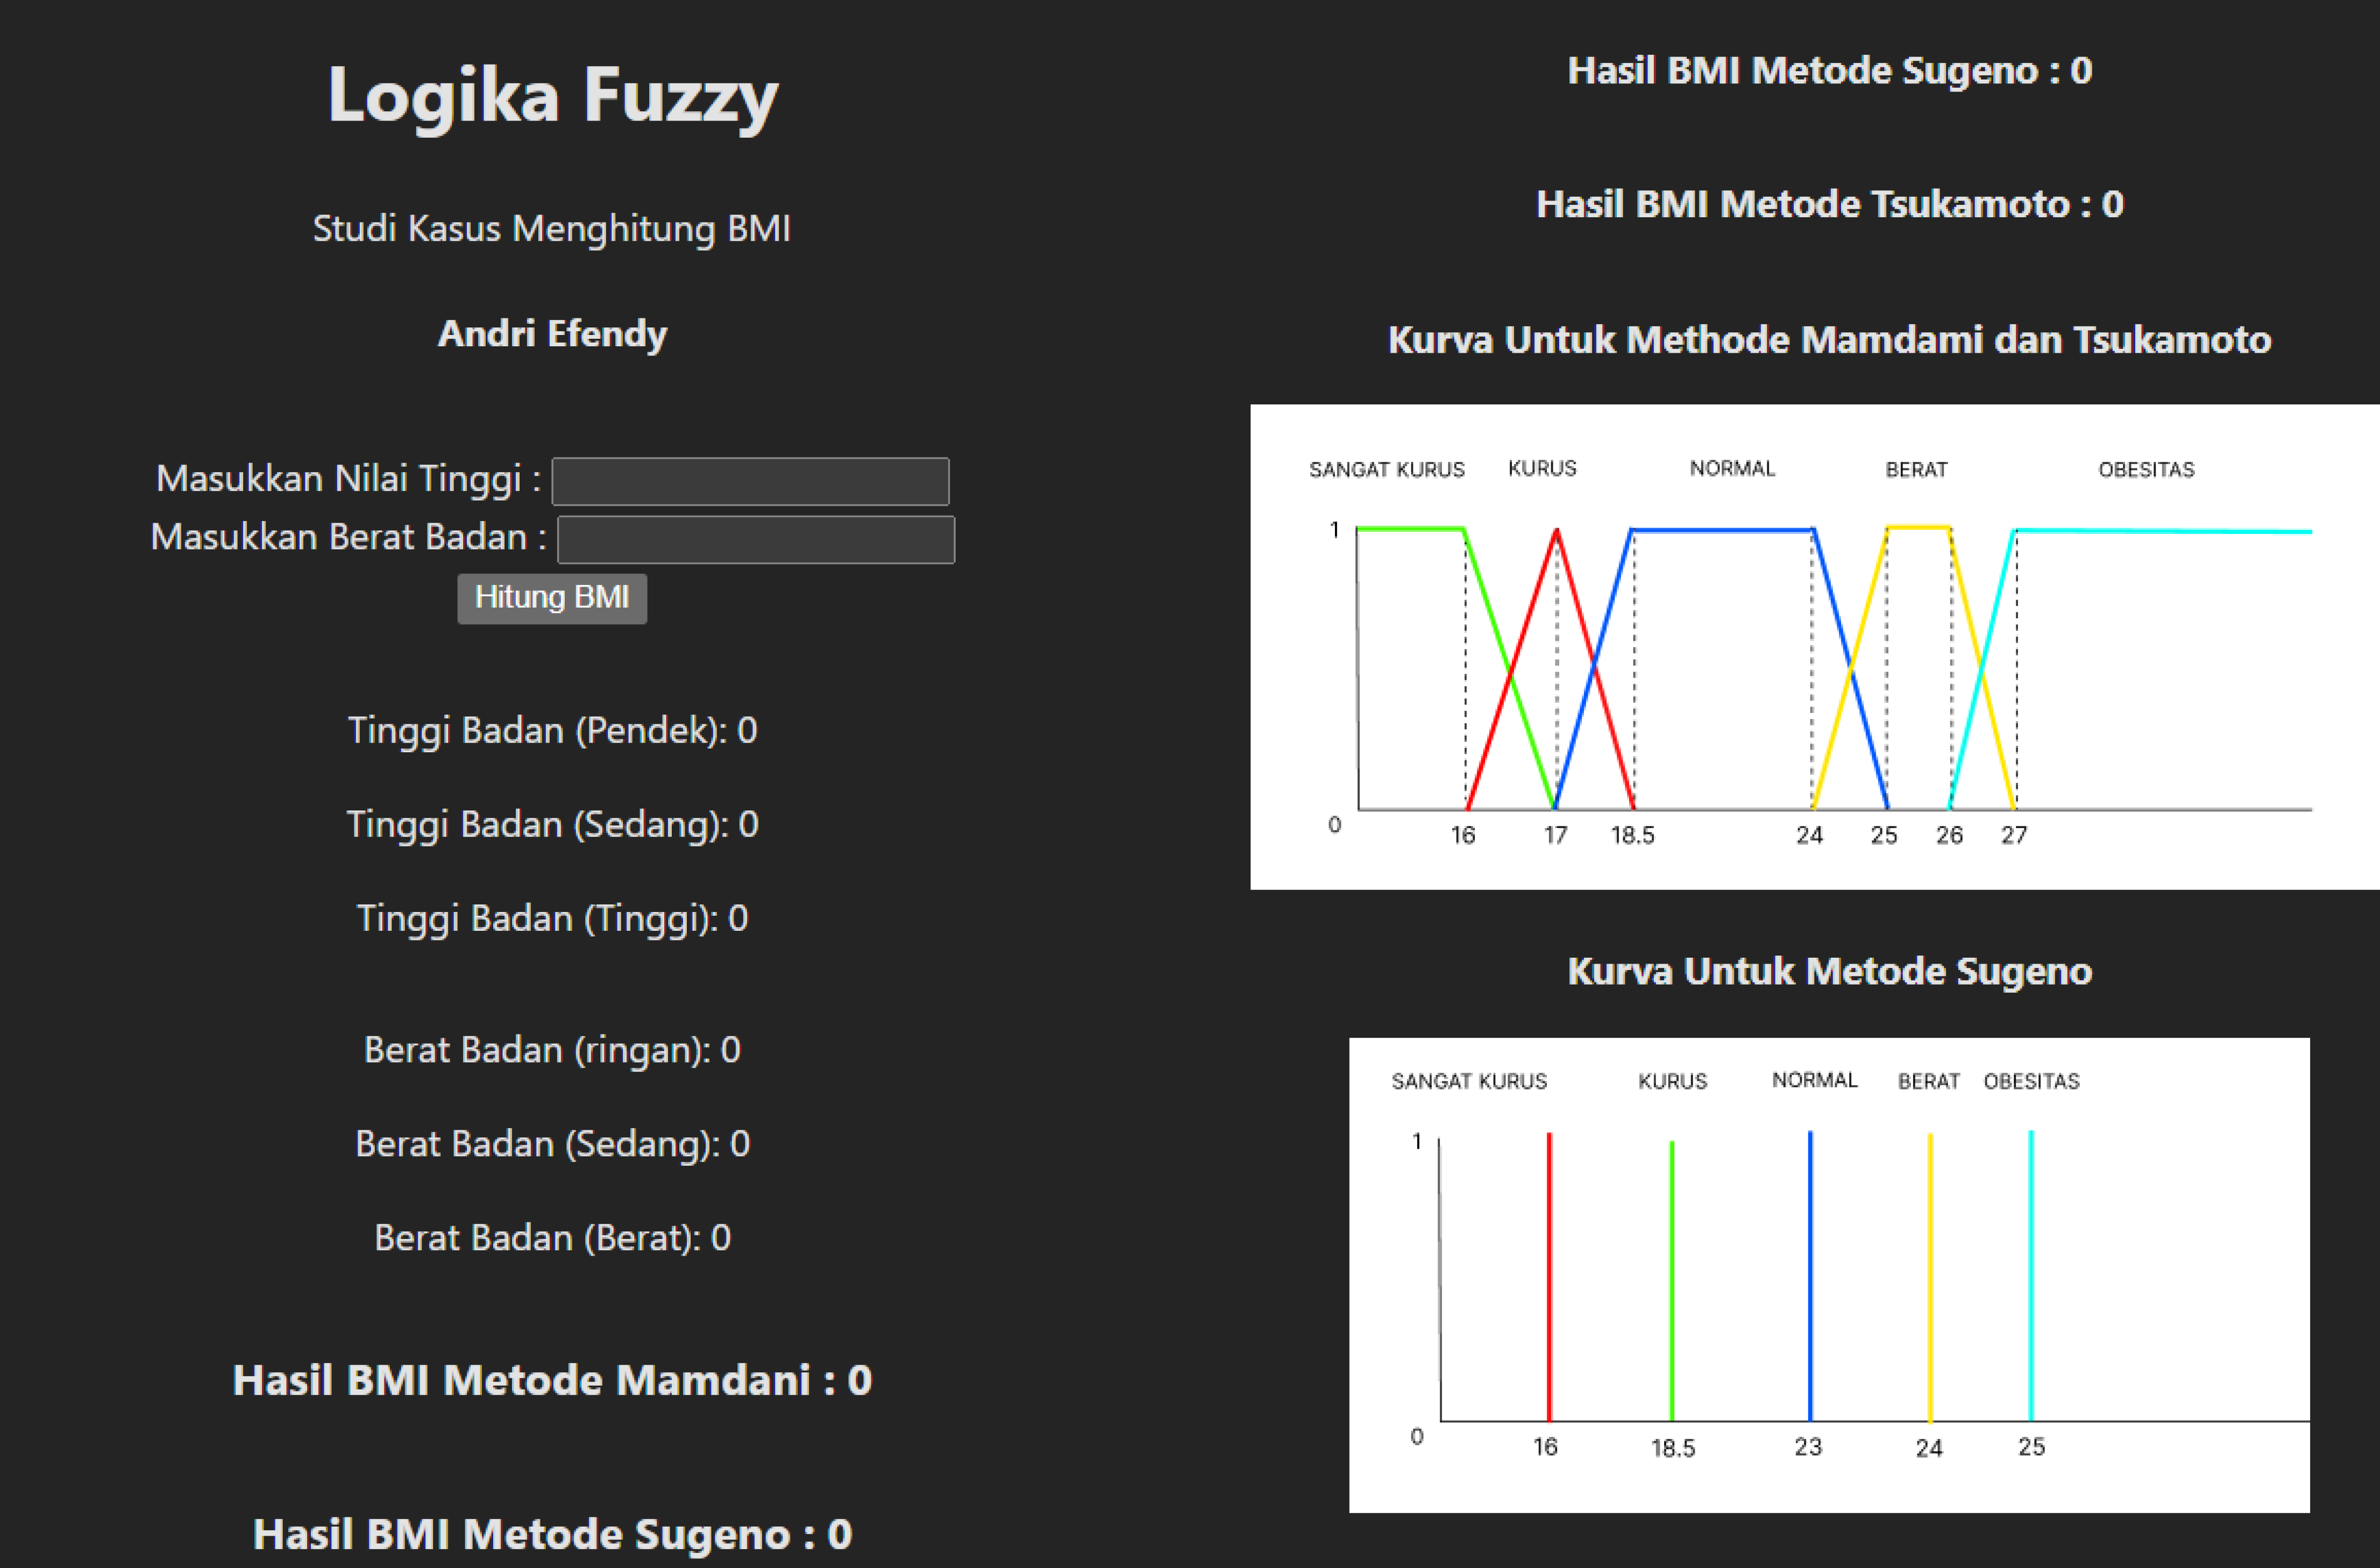 Logika Fuzzy
Studi Kasus Menghitung BMI
Andri Efendy
Masukkan Nilai Tinggi :
Masukkan Berat Badan :
Hitung BMI
Tinggi Badan (Pendek): 0
Tinggi Badan (Sedang): 0
Tinggi Badan (Tinggi): 0
Berat Badan (ringan): 0
Berat Badan (Sedang): 0
Berat Badan (Berat): 0
Hasil BMI Metode Mamdani : 0
Hasil BMI Metode Sugeno : 0
Hasil BMI Metode Sugeno : 0
Hasil BMI Metode Tsukamoto : 0
Kurva Untuk Methode Mamdami dan Tsukamoto
SANGAT KURUS KURUS NORMAL BERAT OBESITAS
1
0
16 17 18.5 24 25 26 27
Kurva Untuk Metode Sugeno
SANGAT KURUS KURUS NORMAL BERAT OBESITAS
1
0
16 18.5 23 24 25